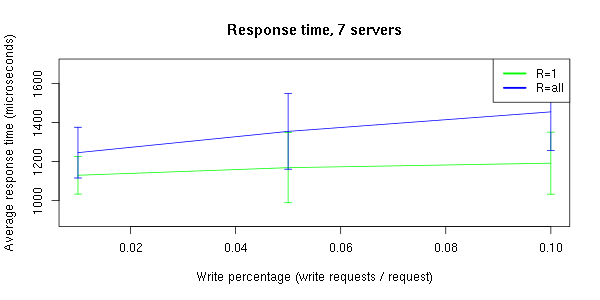 Response time, 7 servers
Average response time (microseconds)
1600
1400
1200
1000
R=1
R=all
0.02
0.04
0.06
0.08
0.10
Write percentage (write requests / request)